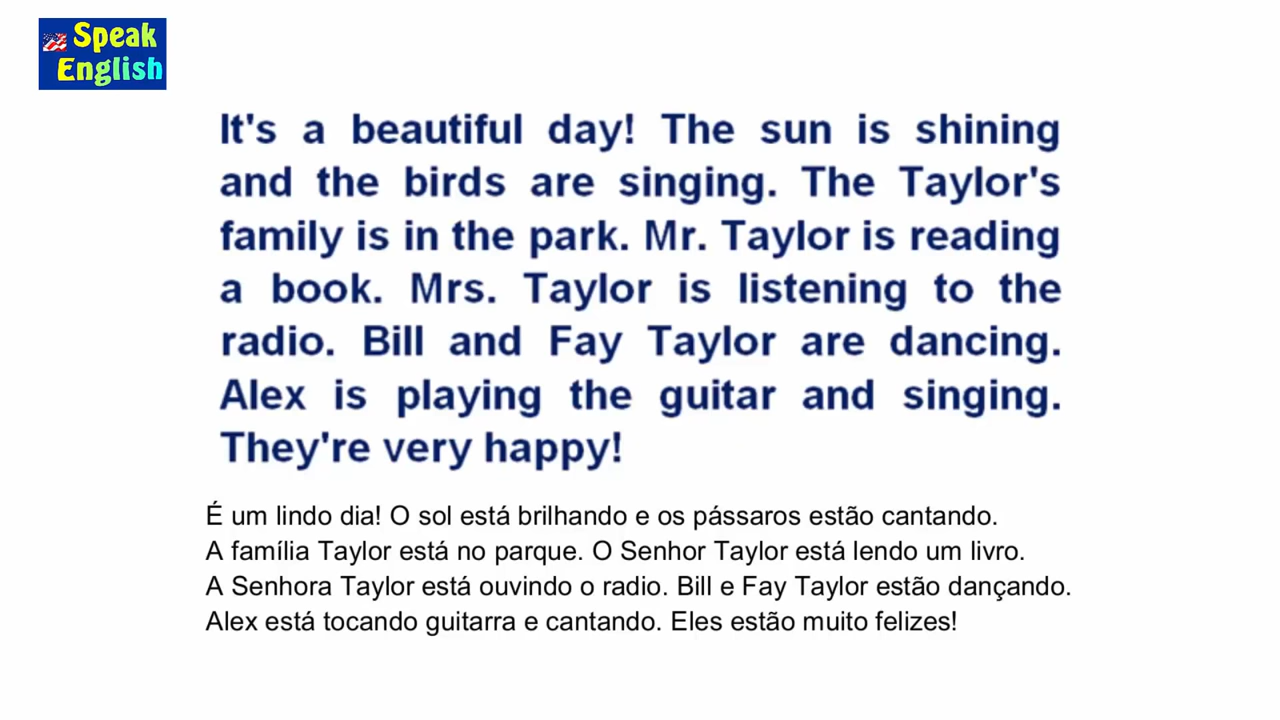 Speak
English
It's a beautiful day! The sun is shining
and the birds are singing. The Taylor's
family is in the park. Mr. Taylor is reading
a book. Mrs. Taylor is listening to the
radio. Bill and Fay Taylor are dancing.
Alex is playing the guitar and singing.
They're very happy!
É um lindo dia! O sol está brilhando e os pássaros estão cantando.
A família Taylor está no parque. O Senhor Taylor está lendo um livro.
A Senhora Taylor está ouvindo o radio. Bill e Fay Taylor estão dançando.
Alex está tocando guitarra e cantando. Eles estão muito felizes!